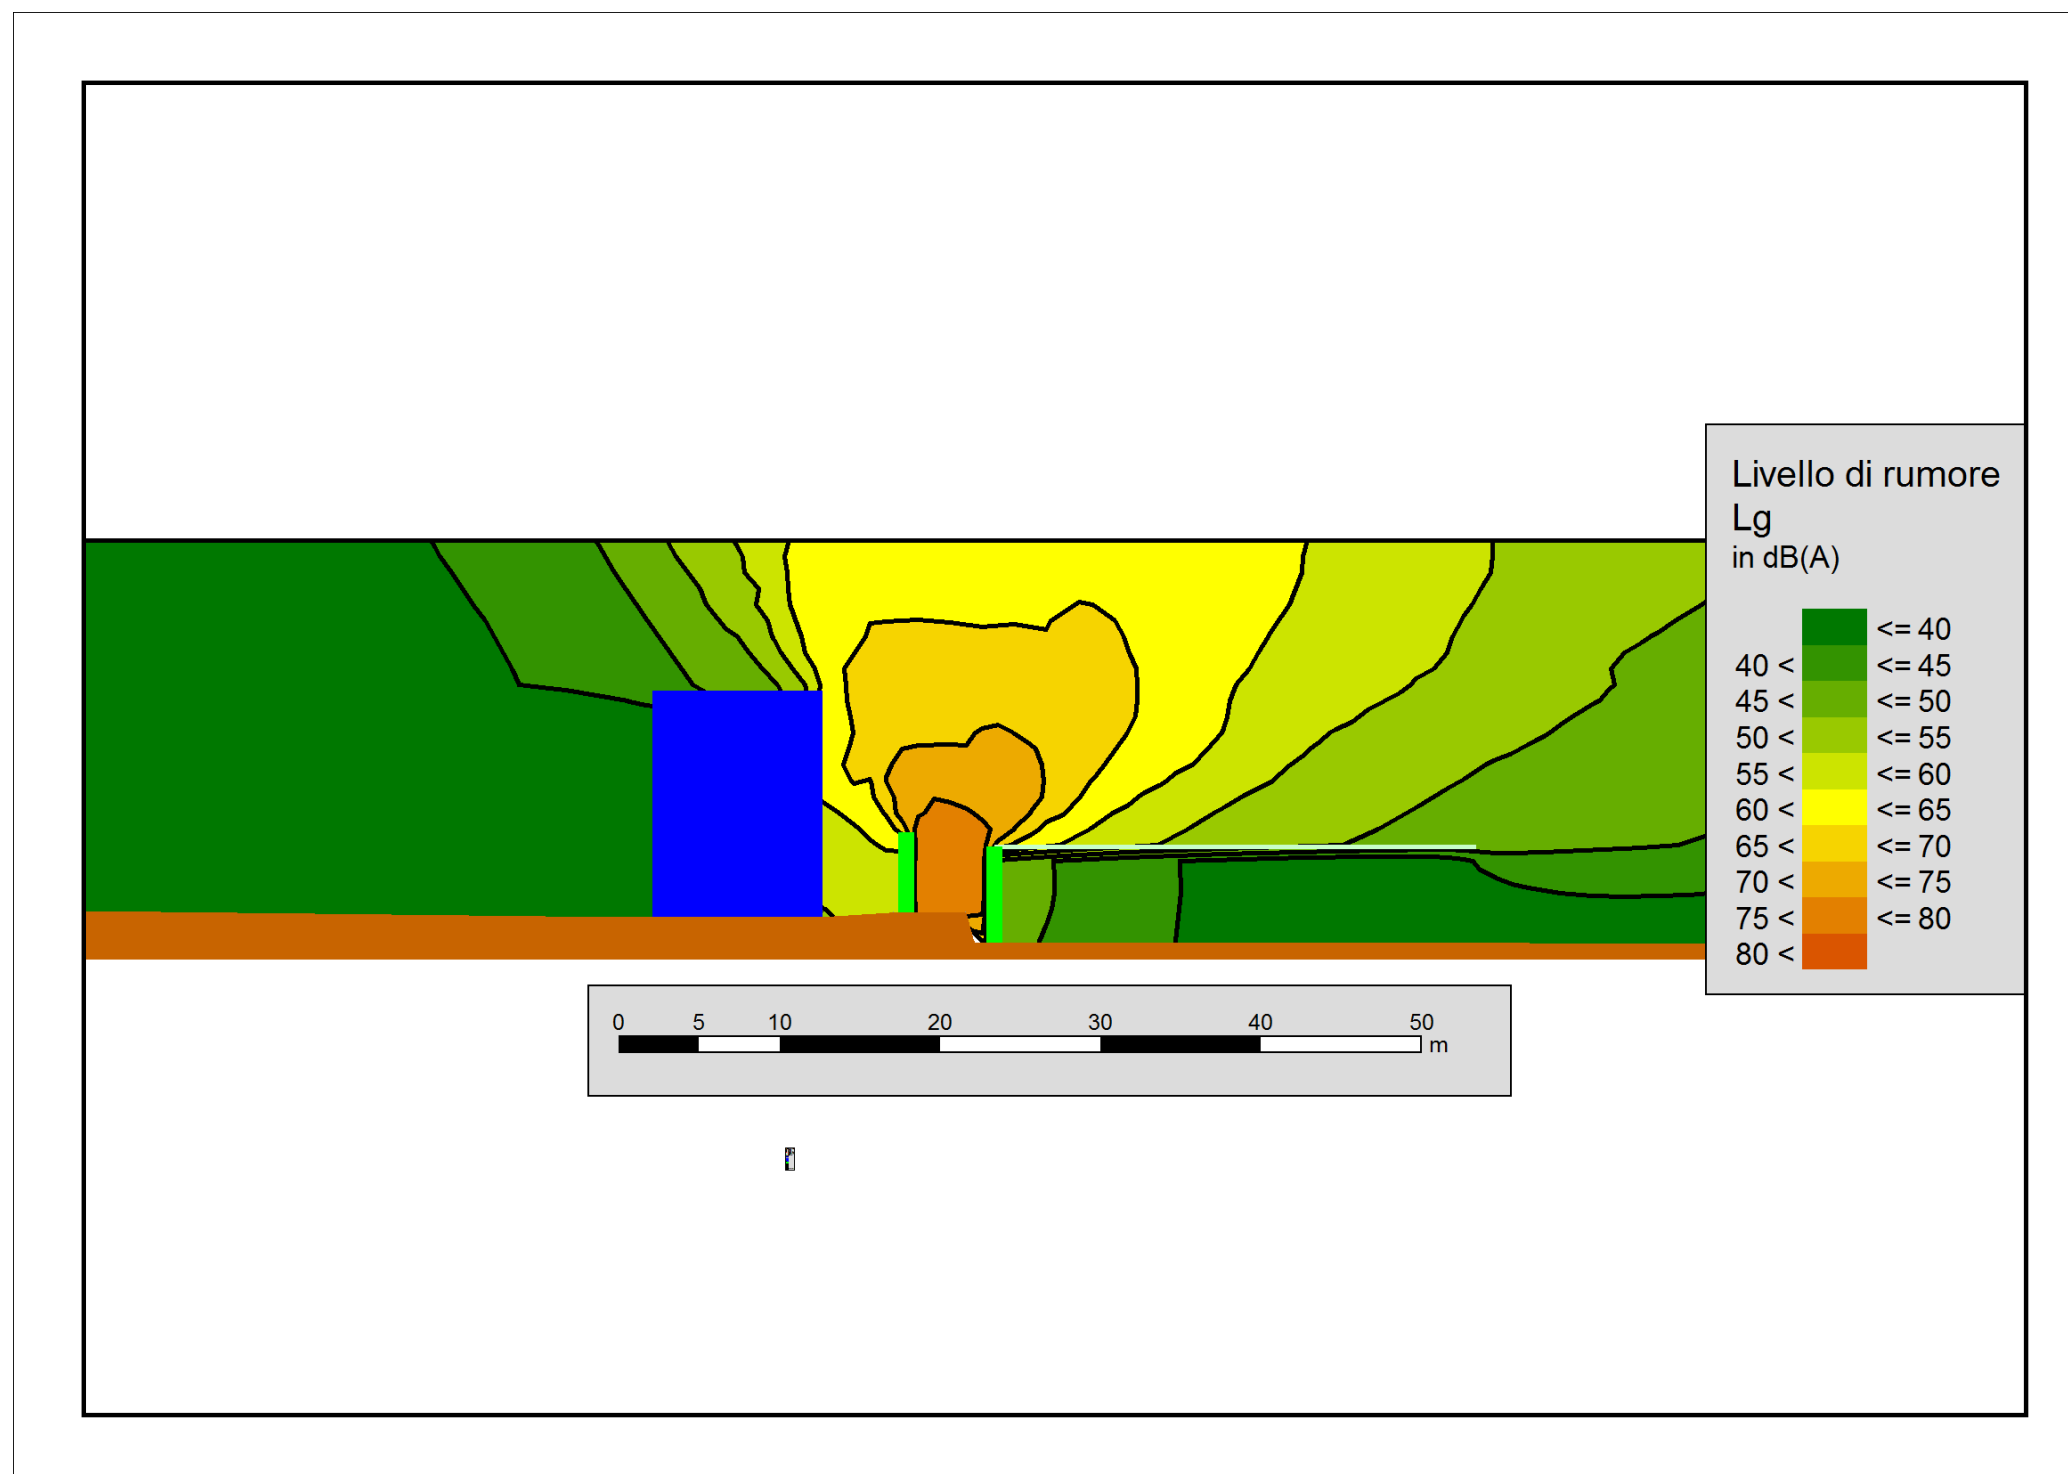 Livello di rumore
Lg
in dB(A)
<= 40
40 < <= 45
45 < <= 50
50 < <= 55
55 < <= 60
60 < <= 65
65 < <= 70
70 < <= 75
75 < <= 80
80 <
0 5 10 20 30 40 50
m